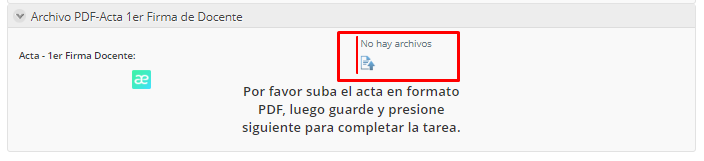 Archivo PDF-Acta 1er Firma de Docente
No hay archivos
Acta - 1er Firma Docente:
æ
Por favor suba el acta en formato
PDF, luego guarde y presione
siguiente para completar la tarea.